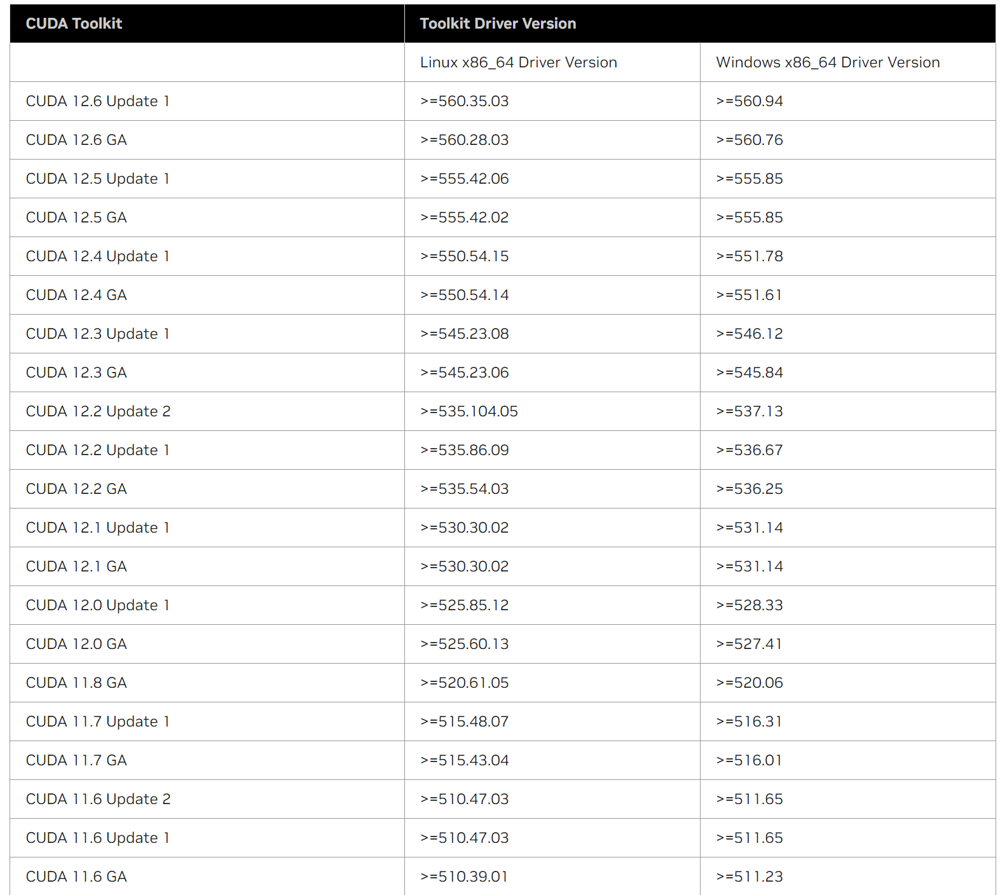 CUDA Toolkit Toolkit Driver Version
Linux x86_64 Driver Version Windows x86_64 Driver Version
CUDA 12.6 Update 1 >=560.35.03 >=560.94
CUDA 12.6 GA >=560.28.03 >=560.76
CUDA 12.5 Update 1 >=555.42.06 >=555.85
CUDA 12.5 GA >=555.42.02 >=555.85
CUDA 12.4 Update 1 >=550.54.15 >=551.78
CUDA 12.4 GA >=550.54.14 >=551.61
CUDA 12.3 Update 1 >=545.23.08 >=546.12
CUDA 12.3 GA >=545.23.06 >=545.84
CUDA 12.2 Update 2 >=535.104.05 >=537.13
CUDA 12.2 Update 1 >=535.86.09 >=536.67
CUDA 12.2 GA >=535.54.03 >=536.25
CUDA 12.1 Update 1 >=530.30.02 >=531.14
CUDA 12.1 GA >=530.30.02 >=531.14
CUDA 12.0 Update 1 >=525.85.12 >=528.33
CUDA 12.0 GA >=525.60.13 >=527.41
CUDA 11.8 GA >=520.61.05 >=520.06
CUDA 11.7 Update 1 >=515.48.07 >=516.31
CUDA 11.7 GA >=515.43.04 >=516.01
CUDA 11.6 Update 2 >=510.47.03 >=511.65
CUDA 11.6 Update 1 >=510.47.03 >=511.65
CUDA 11.6 GA >=510.39.01 >=511.23